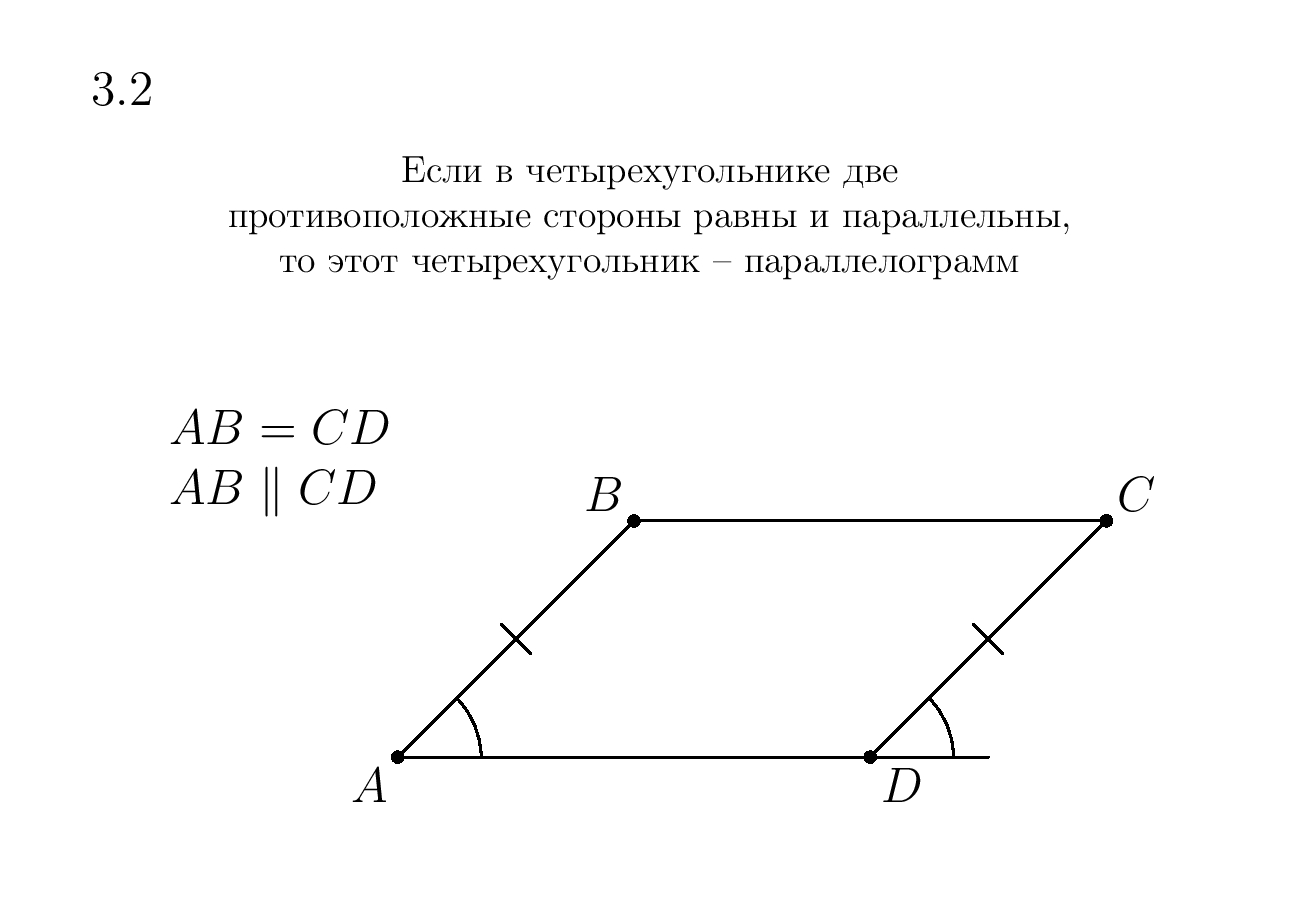 3.2
Если в четырехугольнике две
противоположные стороны равны и параллельны,
то этот четырехугольник – параллелограмм
AB = CD
AB ∥ CD
B
C
A
D